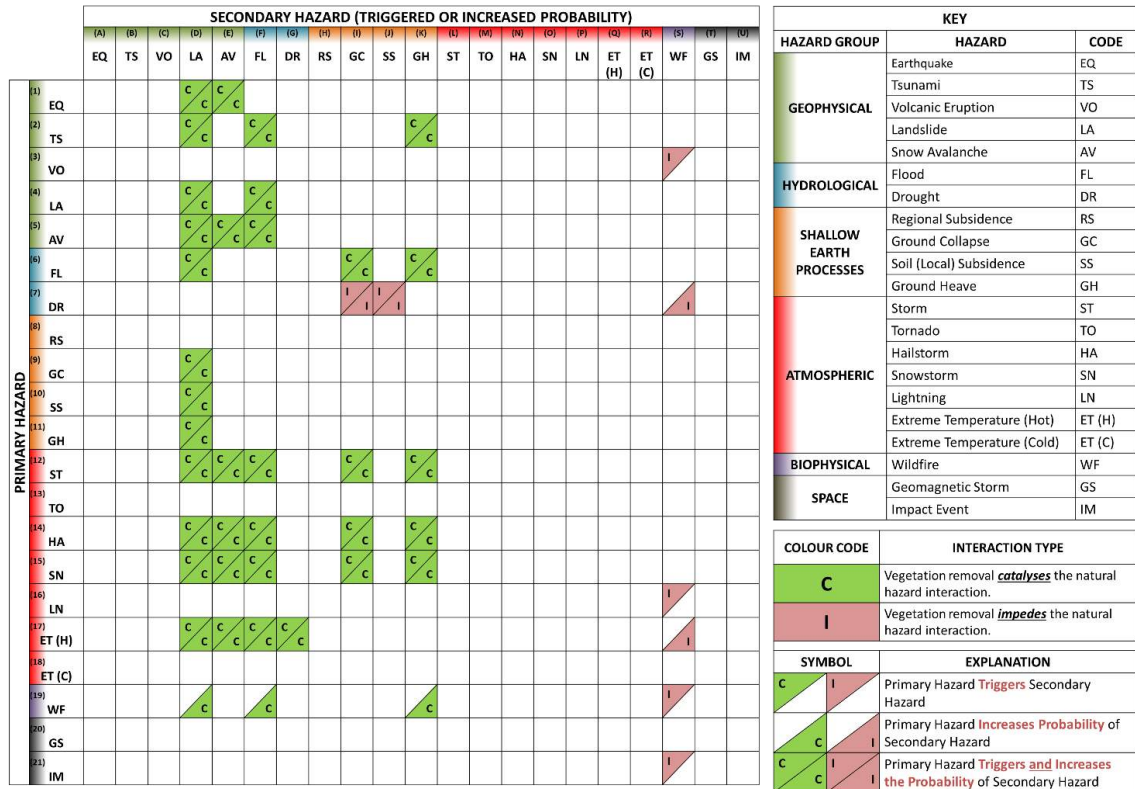 SECONDARY HAZARD (TRIGGERED OR INCREASED PROBABILITY)
(A) (B) (C) (D) (E) (F) (G) (H) (I) (J) (K) (L) (M) (N) (O) (P) (Q) (R) (S) (T) (U)
EQ TS VO LA AV FL DR RS GC SS GH ST TO HA SN LN ET (H) ET (C) WF GS IM
PRIMARY HAZARD
(1) EQ C C C C
(2) TS C C C C C C
(3) VO I
(4) LA C C C C
(5) AV C C C C C C
(6) FL C C C C C C
(7) DR I I I I I
(8) RS
(9) GC C C
(10) SS C C
(11) GH C C
(12) ST C C C C C C C C C C
(13) TO
(14) HA C C C C C C C C C C
(15) SN C C C C C C C C C C
(16) LN I
(17) ET (H) C C C C C C C C I
(18) ET (C)
(19) WF C C C I
(20) GS
(21) IM I
KEY
HAZARD GROUP HAZARD CODE
GEOPHYSICAL
Earthquake EQ
Tsunami TS
Volcanic Eruption VO
Landslide LA
Snow Avalanche AV
HYDROLOGICAL
Flood FL
Drought DR
SHALLOW
EARTH
PROCESSES
Regional Subsidence RS
Ground Collapse GC
Soil (Local) Subsidence SS
Ground Heave GH
ATMOSPHERIC
Storm ST
Tornado TO
Hailstorm HA
Snowstorm SN
Lightning LN
Extreme Temperature (Hot) ET (H)
Extreme Temperature (Cold) ET (C)
BIOPHYSICAL Wildfire WF
SPACE
Geomagnetic Storm GS
Impact Event IM
COLOUR CODE INTERACTION TYPE
C Vegetation removal catalyses the natural
hazard interaction.
I Vegetation removal impedes the natural
hazard interaction.
SYMBOL EXPLANATION
C I Primary Hazard Triggers Secondary
Hazard
C I Primary Hazard Increases Probability of
Secondary Hazard
C C I I Primary Hazard Triggers and Increases
the Probability of Secondary Hazard